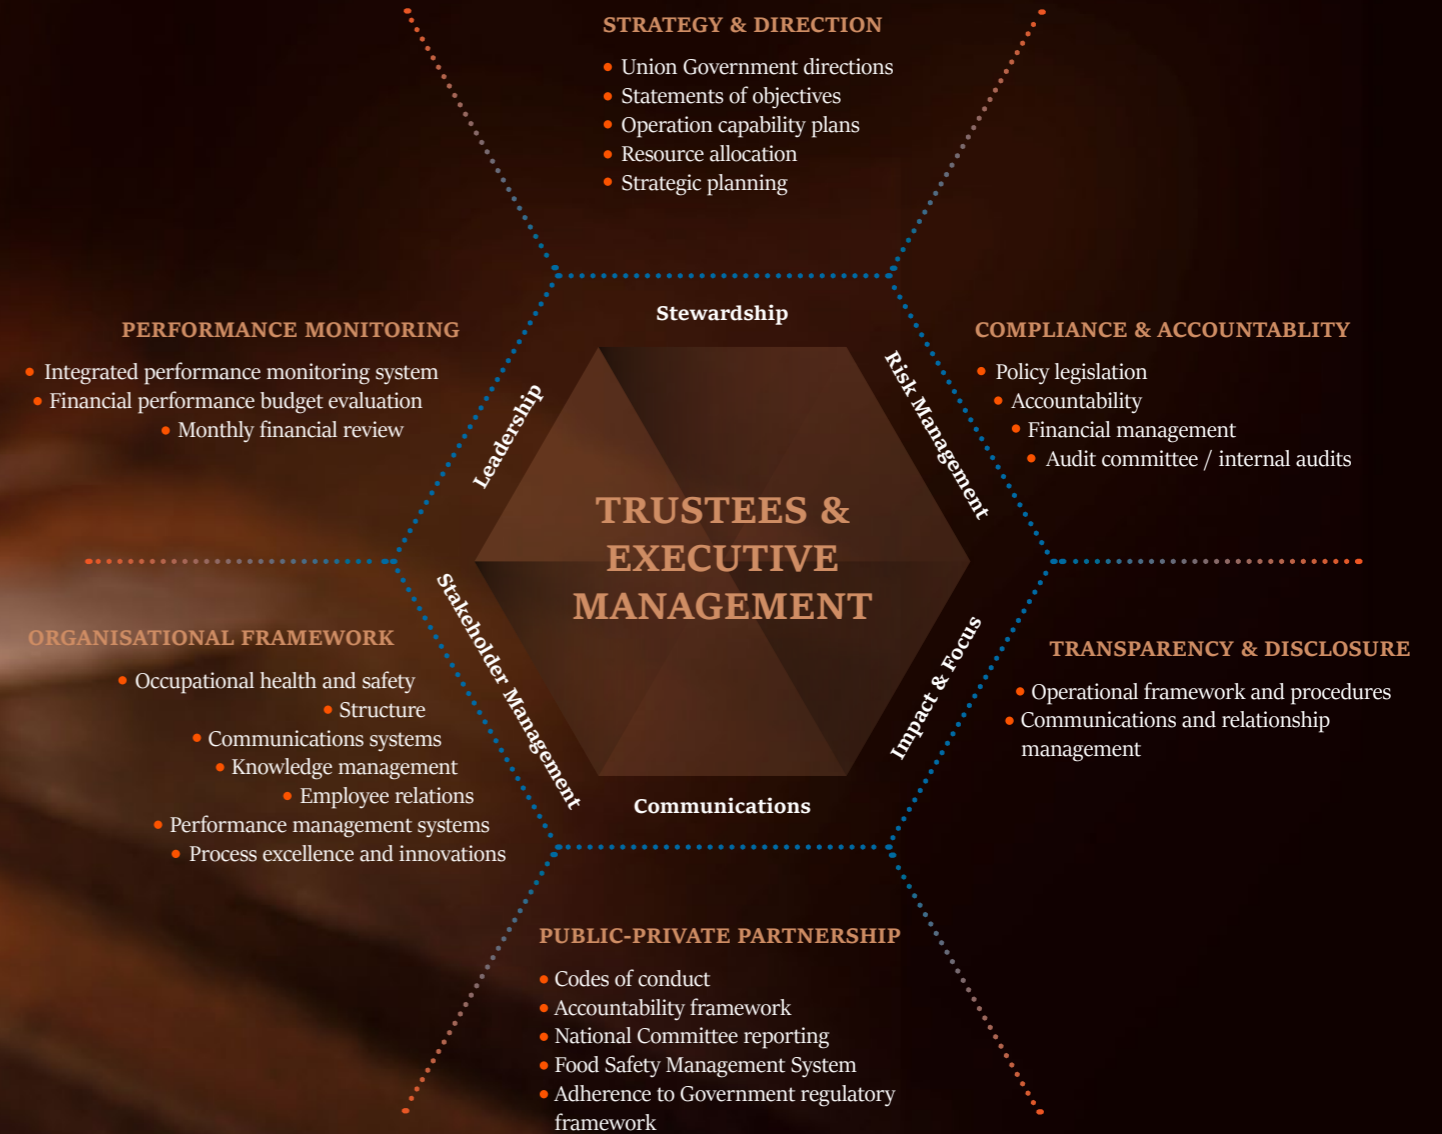 STRATEGY & DIRECTION
• Union Government directions
• Statements of objectives
• Operation capability plans
• Resource allocation
• Strategic planning
Stewardship
PERFORMANCE MONITORING
• Integrated performance monitoring system
• Financial performance budget evaluation
• Monthly financial review
Leadership
Risk Management
COMPLIANCE & ACCOUNTABLITY
• Policy legislation
• Accountability
• Financial management
• Audit committee / internal audits
TRUSTEES &
EXECUTIVE
MANAGEMENT
ORGANISATIONAL FRAMEWORK
• Occupational health and safety
• Structure
• Communications systems
• Knowledge management
• Employee relations
• Performance management systems
• Process excellence and innovations
Stakeholder Management
Impact & Focus
TRANSPARENCY & DISCLOSURE
• Operational framework and procedures
• Communications and relationship
management
Communications
PUBLIC-PRIVATE PARTNERSHIP
• Codes of conduct
• Accountability framework
• National Committee reporting
• Food Safety Management System
• Adherence to Government regulatory
framework